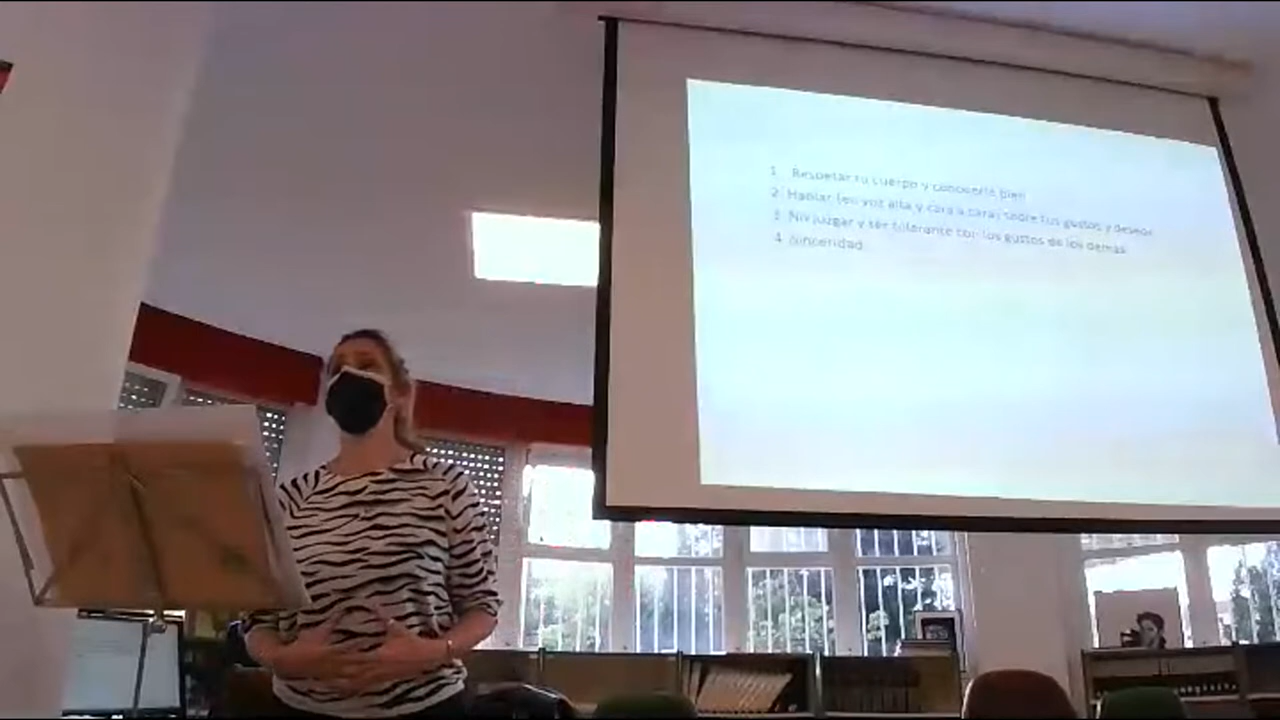 1. Respetar tu cuerpo y conocerle bien
2. Hablar (en voz alta y cara a cara) sobre tus gustos y deseos
3. No juzgar y ser tolerante con los gustos de los demás
4. Sinceridad